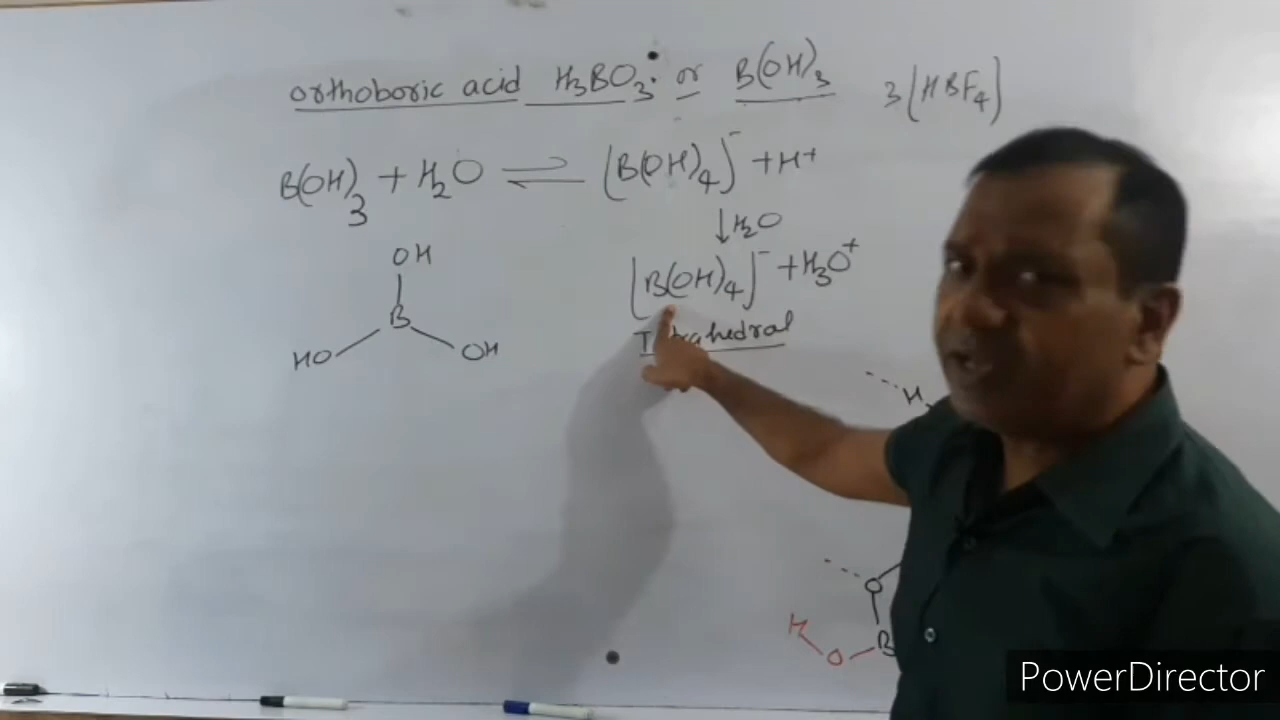 orthoboric acid H₃BO₃ or B(OH)₃ 3[HBF₄]
B(OH)₃ + H₂O ⇌ [B(OH)₄]⁻ + H⁺
↓ H₂O
OH
[B(OH)₄]⁻ + H₃O⁺
B
HO OH
H
O
H
O B
PowerDirector